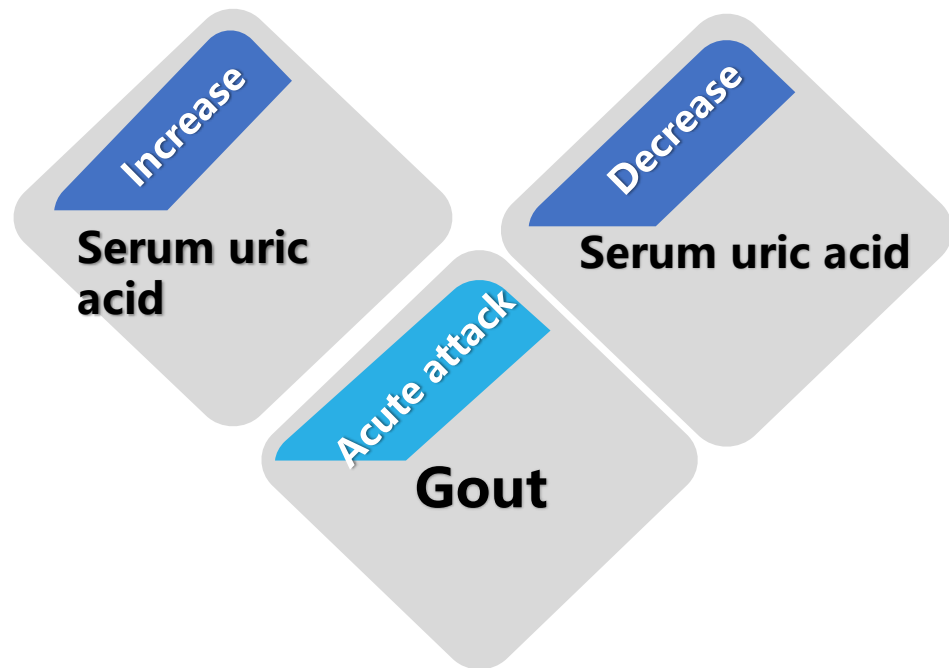 Increase
Serum uric
acid
Decrease
Serum uric acid
Acute attack
Gout